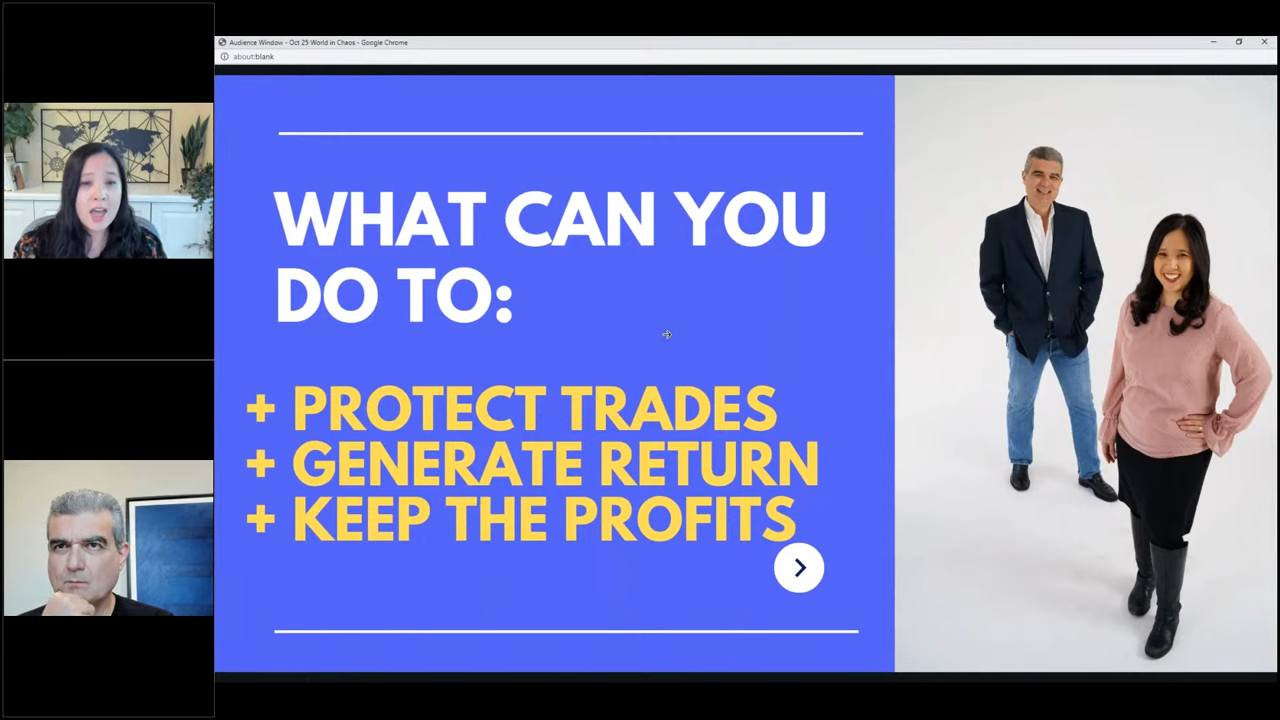 Audience Window - Oct 25 World in Chaos - Google Chrome
about:blank
WHAT CAN YOU
DO TO:
+ PROTECT TRADES
+ GENERATE RETURN
+ KEEP THE PROFITS